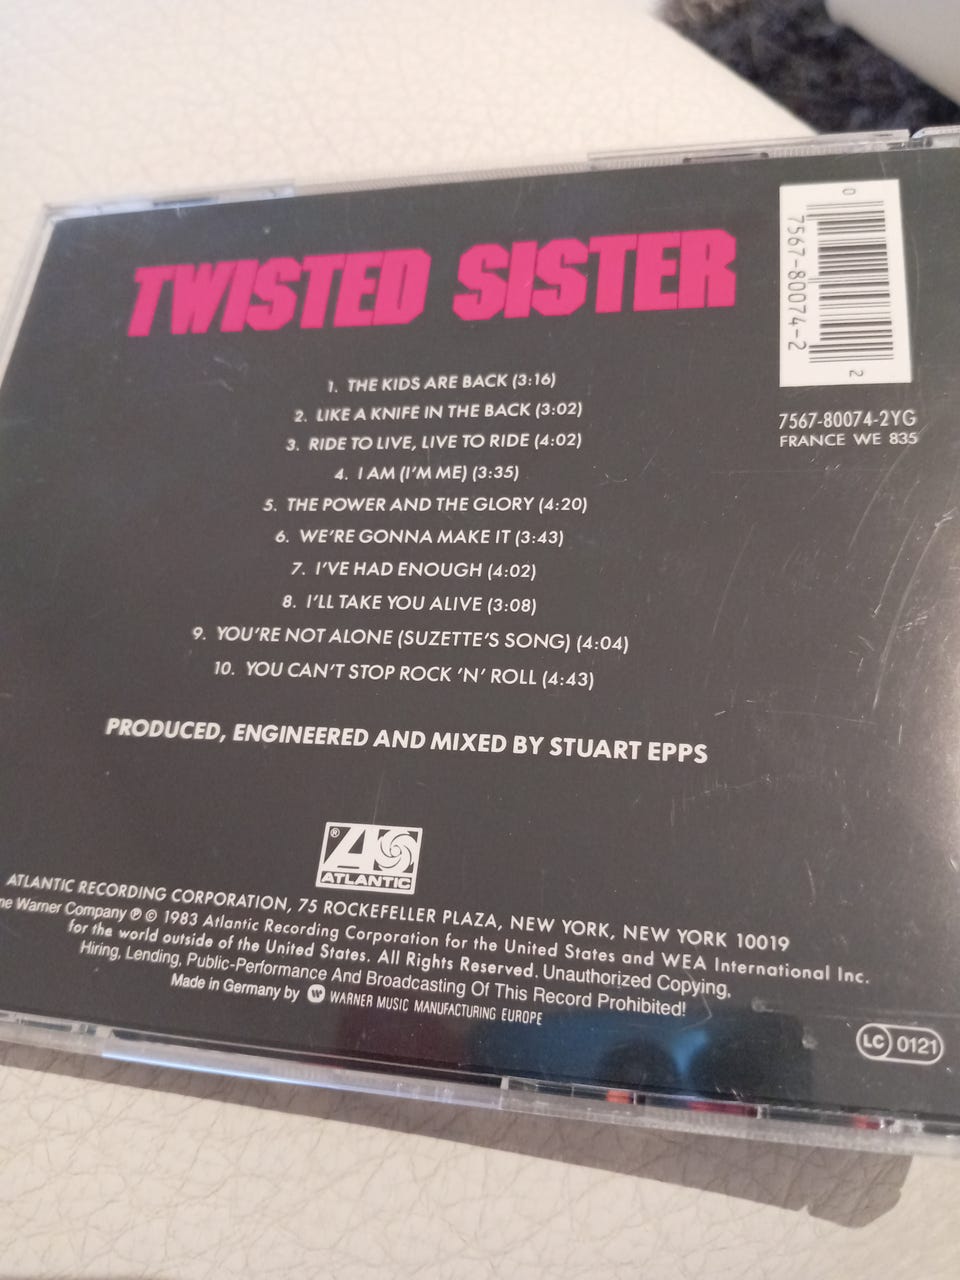 TWISTED SISTER
0
7567-80074-2
2
7567-80074-2YG
FRANCE WE 835
1. THE KIDS ARE BACK (3:16)
2. LIKE A KNIFE IN THE BACK (3:02)
3. RIDE TO LIVE, LIVE TO RIDE (4:02)
4. I AM (I'M ME) (3:35)
5. THE POWER AND THE GLORY (4:20)
6. WE'RE GONNA MAKE IT (3:43)
7. I'VE HAD ENOUGH (4:02)
8. I'LL TAKE YOU ALIVE (3:08)
9. YOU'RE NOT ALONE (SUZETTE'S SONG) (4:04)
10. YOU CAN'T STOP ROCK 'N' ROLL (4:43)
PRODUCED, ENGINEERED AND MIXED BY STUART EPPS
® A
ATLANTIC
ATLANTIC RECORDING CORPORATION, 75 ROCKEFELLER PLAZA, NEW YORK, NEW YORK 10019
Warner Company ℗ © 1983 Atlantic Recording Corporation for the United States and WEA International Inc.
for the world outside of the United States. All Rights Reserved. Unauthorized Copying,
Hiring, Lending, Public-Performance And Broadcasting Of This Record Prohibited!
Made in Germany by W WARNER MUSIC MANUFACTURING EUROPE
LC 0121